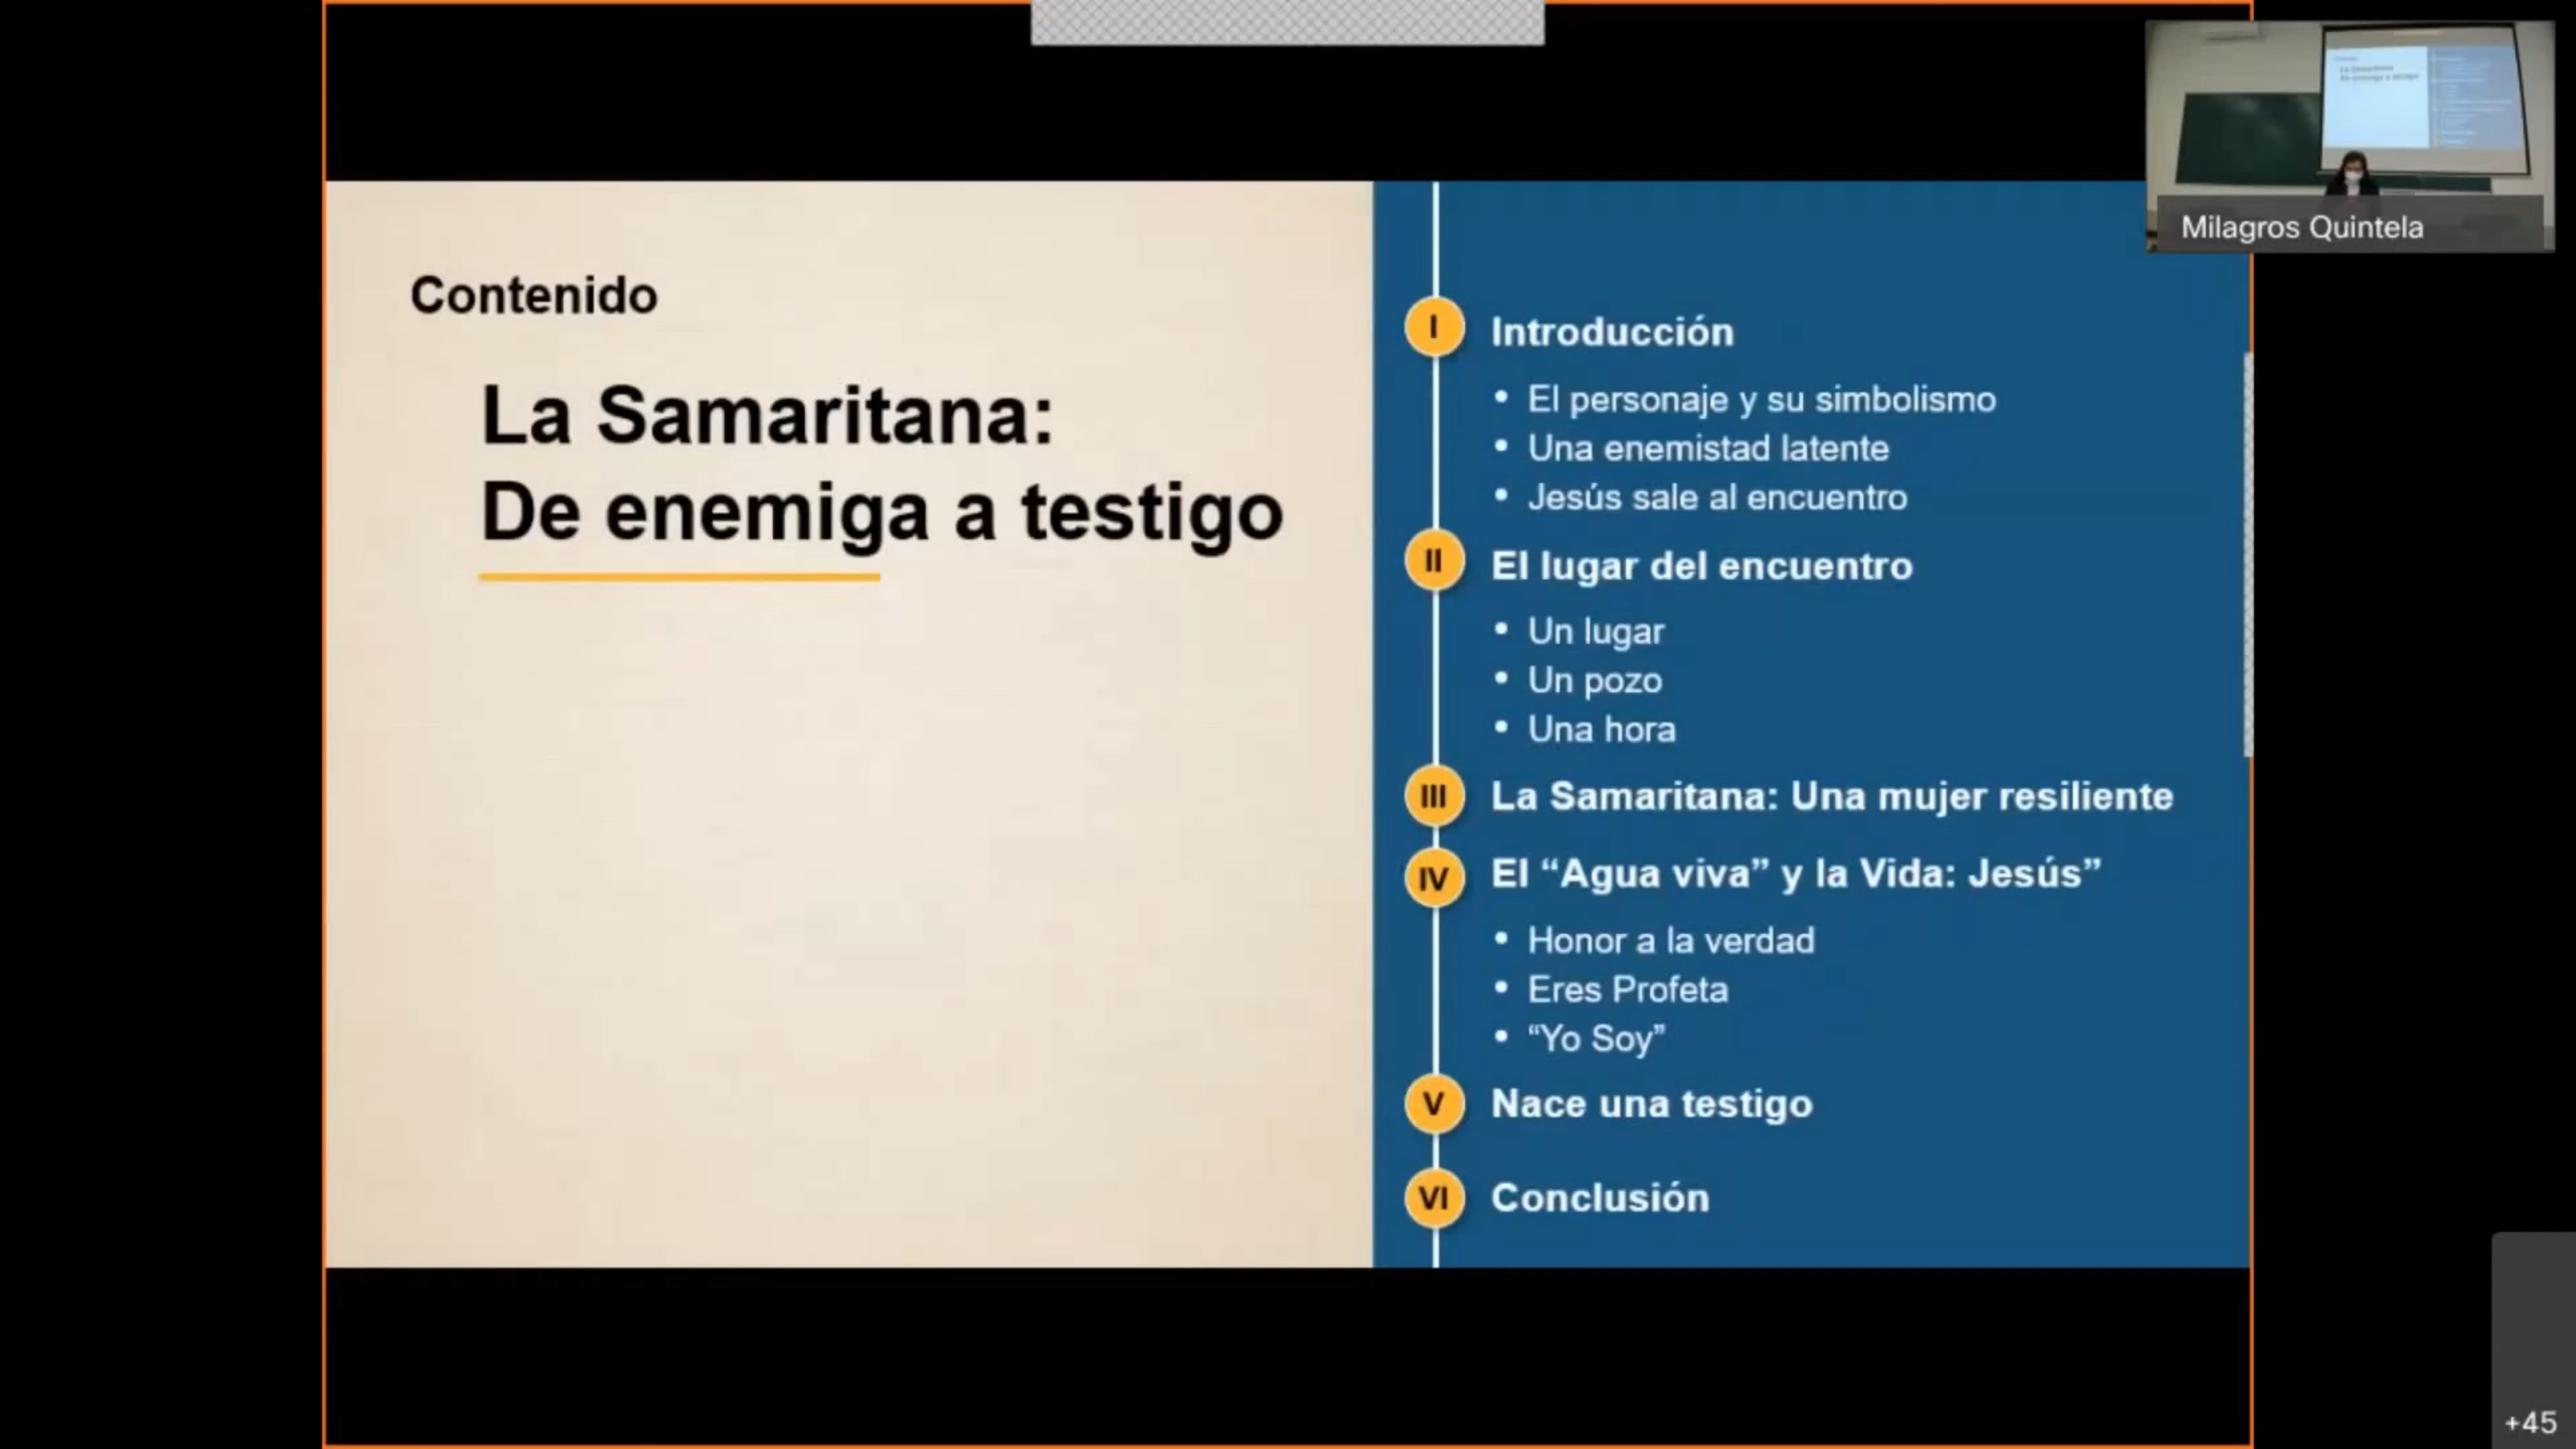 Contenido
La Samaritana:
De enemiga a testigo
I Introducción
• El personaje y su simbolismo
• Una enemistad latente
• Jesús sale al encuentro
II El lugar del encuentro
• Un lugar
• Un pozo
• Una hora
III La Samaritana: Una mujer resiliente
IV El “Agua viva” y la Vida: Jesús”
• Honor a la verdad
• Eres Profeta
• “Yo Soy”
V Nace una testigo
VI Conclusión
Milagros Quintela
+45